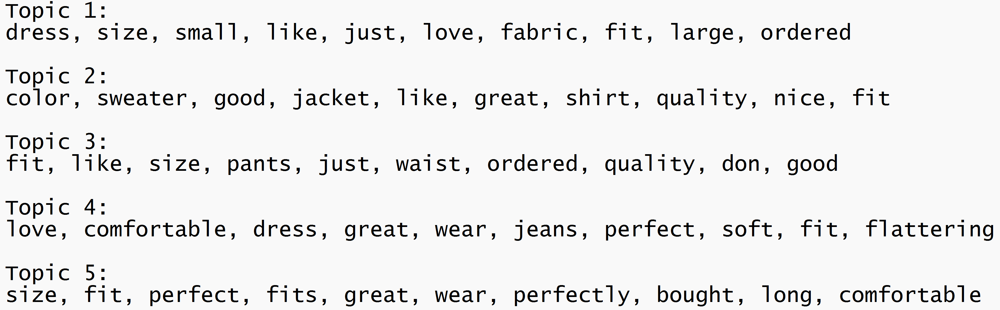 Topic 1:
dress, size, small, like, just, love, fabric, fit, large, ordered
Topic 2:
color, sweater, good, jacket, like, great, shirt, quality, nice, fit
Topic 3:
fit, like, size, pants, just, waist, ordered, quality, don, good
Topic 4:
love, comfortable, dress, great, wear, jeans, perfect, soft, fit, flattering
Topic 5:
size, fit, perfect, fits, great, wear, perfectly, bought, long, comfortable